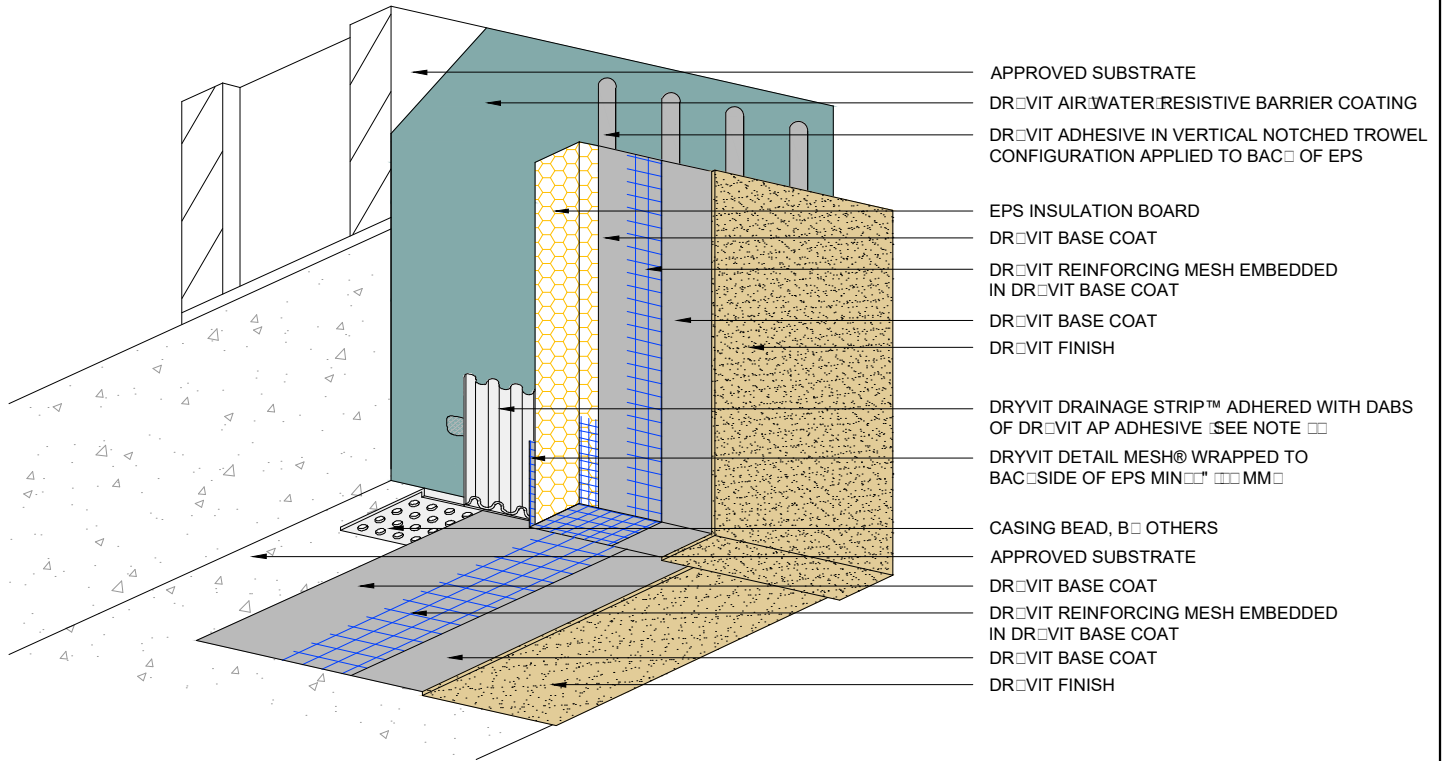 APPROVED SUBSTRATE
DR□VIT AIR□WATER□RESISTIVE BARRIER COATING
DR□VIT ADHESIVE IN VERTICAL NOTCHED TROWEL
CONFIGURATION APPLIED TO BAC□ OF EPS
EPS INSULATION BOARD
DR□VIT BASE COAT
DR□VIT REINFORCING MESH EMBEDDED
IN DR□VIT BASE COAT
DR□VIT BASE COAT
DR□VIT FINISH
DRYVIT DRAINAGE STRIP™ ADHERED WITH DABS
OF DR□VIT AP ADHESIVE □SEE NOTE □□
DRYVIT DETAIL MESH® WRAPPED TO
BAC□SIDE OF EPS MIN□□" □□□ MM□
CASING BEAD, B□ OTHERS
APPROVED SUBSTRATE
DR□VIT BASE COAT
DR□VIT REINFORCING MESH EMBEDDED
IN DR□VIT BASE COAT
DR□VIT BASE COAT
DR□VIT FINISH